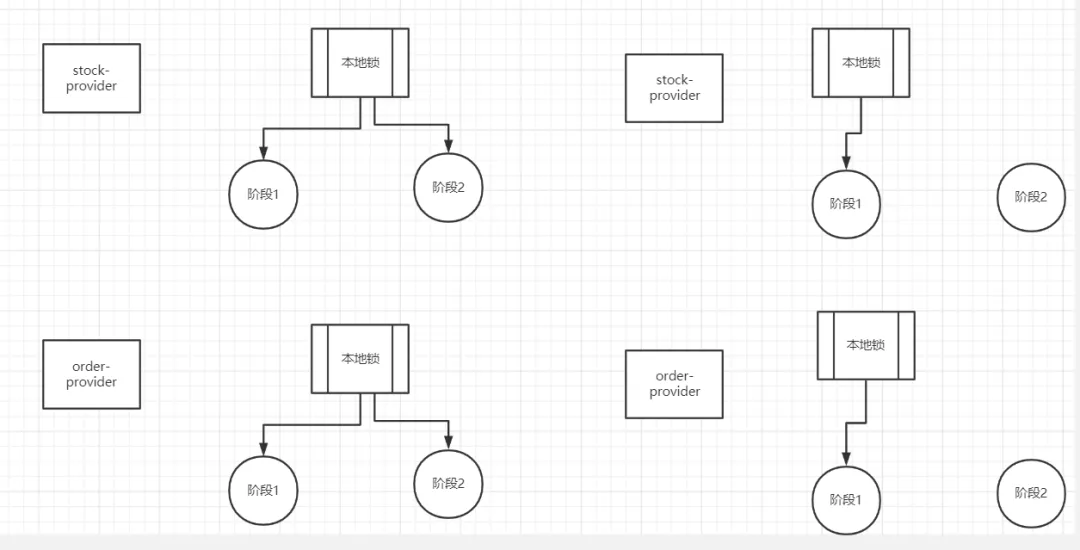 stock-
provider
本地锁
阶段1
阶段2
stock-
provider
本地锁
阶段1
阶段2
order-
provider
本地锁
阶段1
阶段2
order-
provider
本地锁
阶段1
阶段2